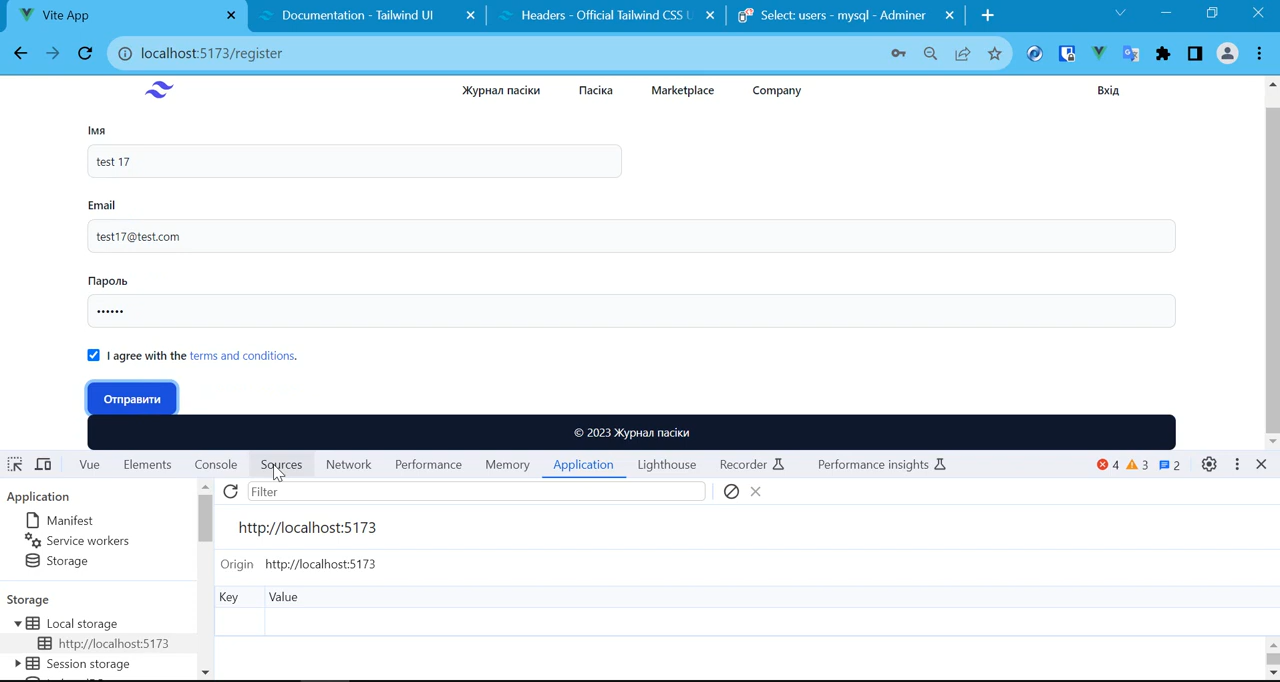 Vite App
Documentation - Tailwind UI
Headers - Official Tailwind CSS U
Select: users - mysql - Adminer
localhost:5173/register
Журнал пасіки
Пасіка
Marketplace
Company
Вхід
Імя
test 17
Email
test17@test.com
Пароль
••••••
I agree with the terms and conditions.
Отправити
© 2023 Журнал пасіки
Vue
Elements
Console
Sources
Network
Performance
Memory
Application
Lighthouse
Recorder
Performance insights
4
3
2
Application
Filter
Manifest
Service workers
Storage
http://localhost:5173
Origin http://localhost:5173
Key
Value
Storage
Local storage
http://localhost:5173
Session storage